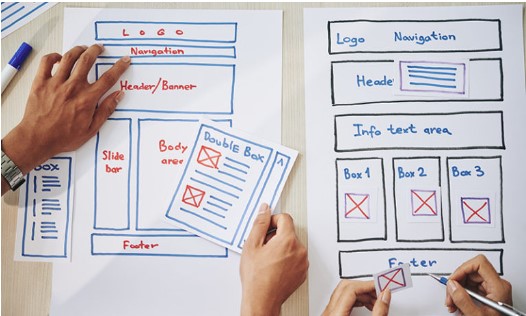 LOGO
Navigation
Header/Banner
Slide
bar
Body
area
Footer
BOX
DOUBLE BOX
Logo Navigation
Heade
Info text area
Box 1
Box 2
Box 3
Footer